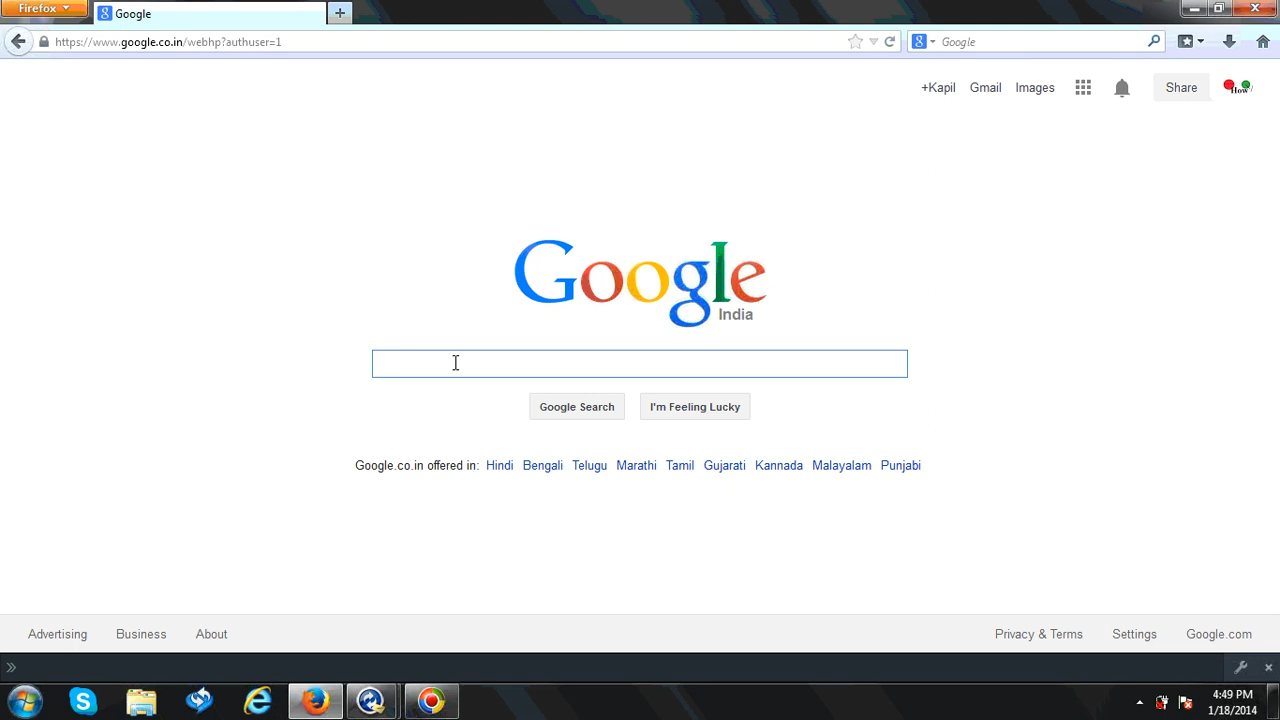 Firefox
Google
https://www.google.co.in/webhp?authuser=1
Google
+Kapil Gmail Images Share How
Google
India
Google Search I'm Feeling Lucky
Google.co.in offered in: Hindi Bengali Telugu Marathi Tamil Gujarati Kannada Malayalam Punjabi
Advertising Business About Privacy & Terms Settings Google.com
4:49 PM
1/18/2014